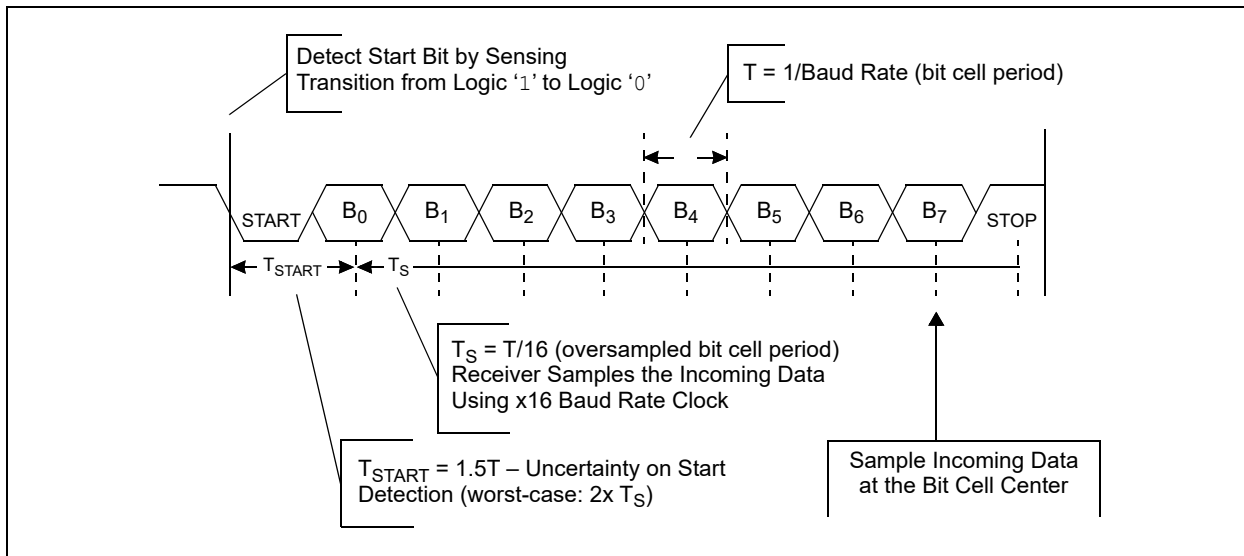 Detect Start Bit by Sensing
Transition from Logic ‘1’ to Logic ‘0’
T = 1/Baud Rate (bit cell period)
START B0 B1 B2 B3 B4 B5 B6 B7 STOP
TSTART TS
TS = T/16 (oversampled bit cell period)
Receiver Samples the Incoming Data
Using x16 Baud Rate Clock
TSTART = 1.5T – Uncertainty on Start
Detection (worst-case: 2x TS)
Sample Incoming Data
at the Bit Cell Center